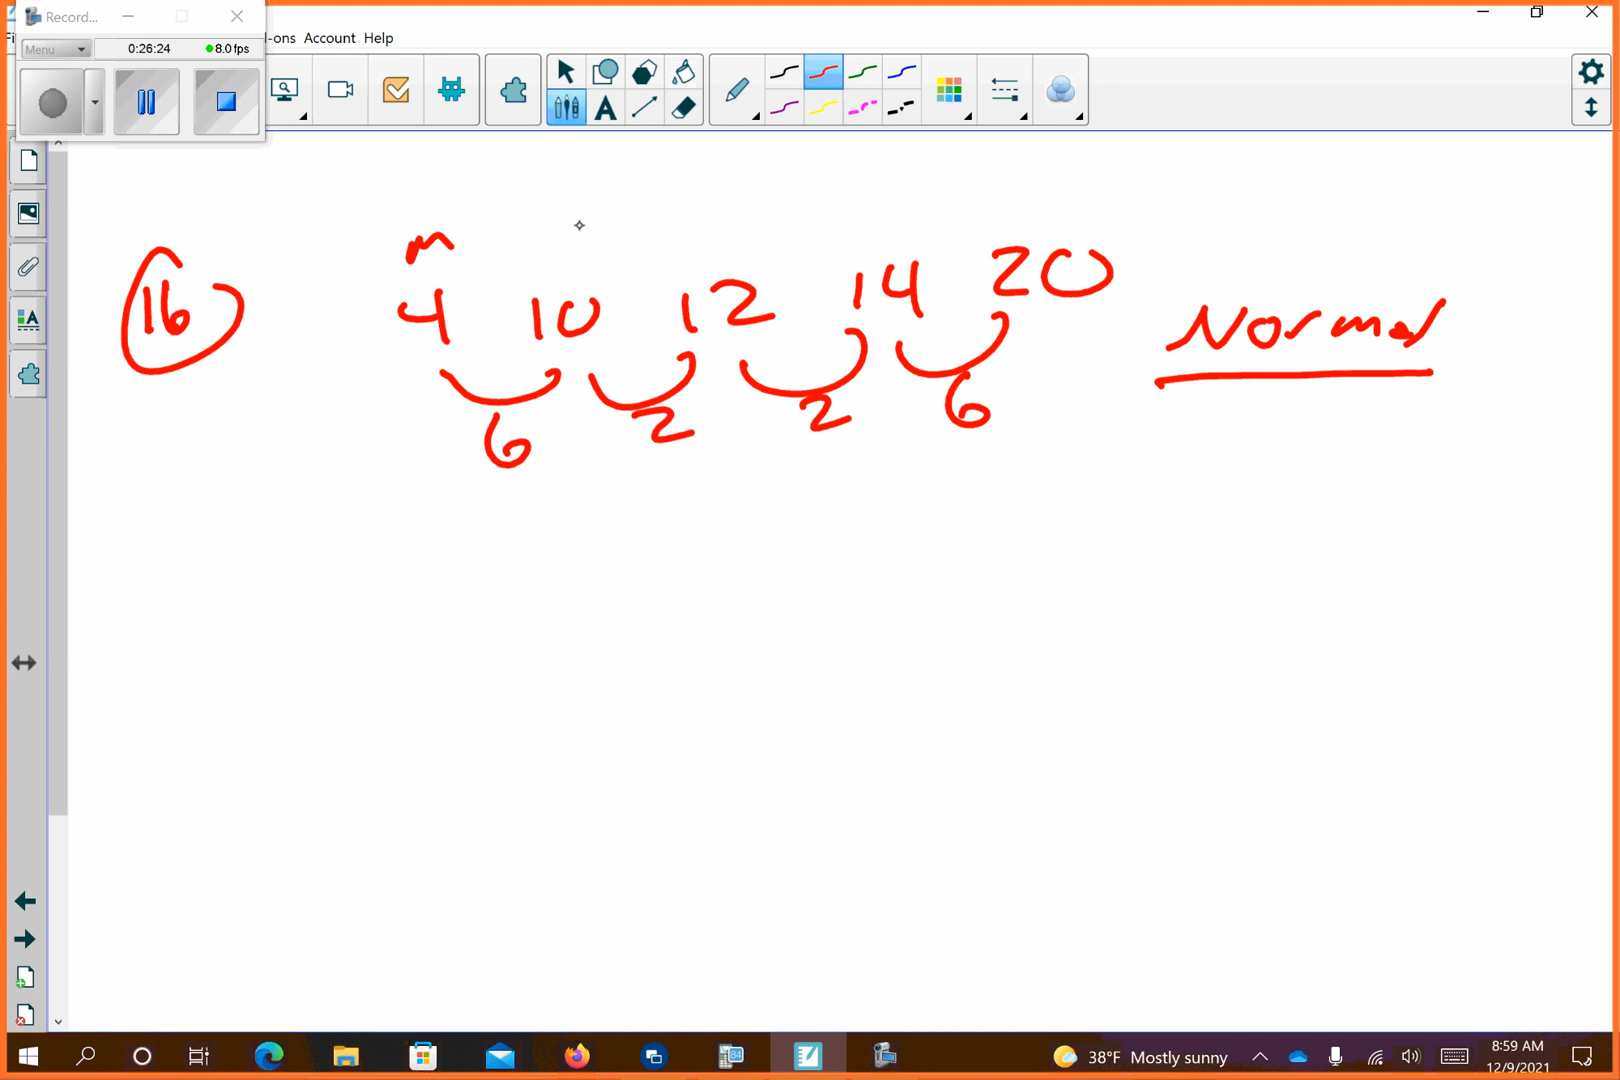 Record...
Menu 0:26:24 8.0 fps
-ons Account Help
16 m
4 10 12 14 20 Normal
6 2 2 6
84
38°F Mostly sunny 8:59 AM
12/9/2021